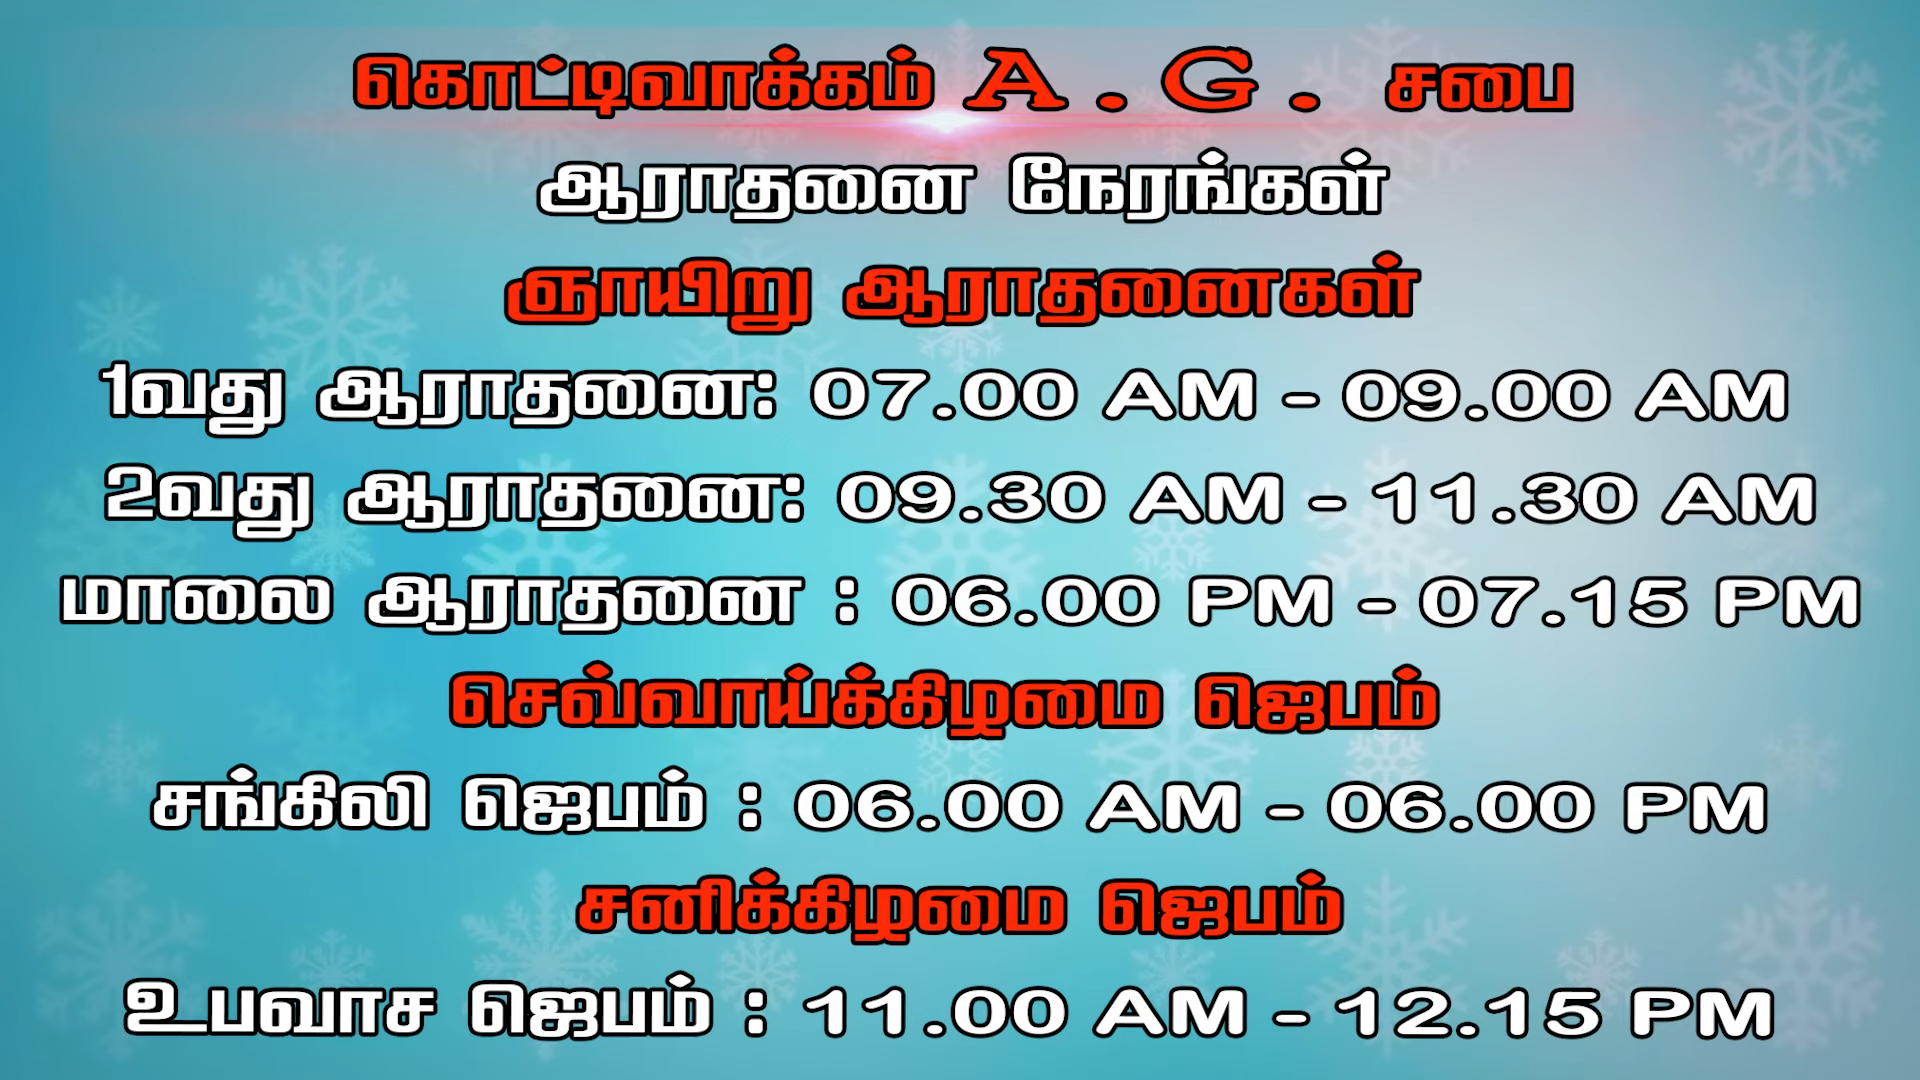 கொட்டிவாக்கம் A . G . சபை
ஆராதனை நேரங்கள்
ஞாயிறு ஆராதனைகள்
1வது ஆராதனை: 07.00 AM - 09.00 AM
2வது ஆராதனை: 09.30 AM - 11.30 AM
மாலை ஆராதனை : 06.00 PM - 07.15 PM
செவ்வாய்க்கிழமை ஜெபம்
சங்கிலி ஜெபம் : 06.00 AM - 06.00 PM
சனிக்கிழமை ஜெபம்
உபவாச ஜெபம் : 11.00 AM - 12.15 PM